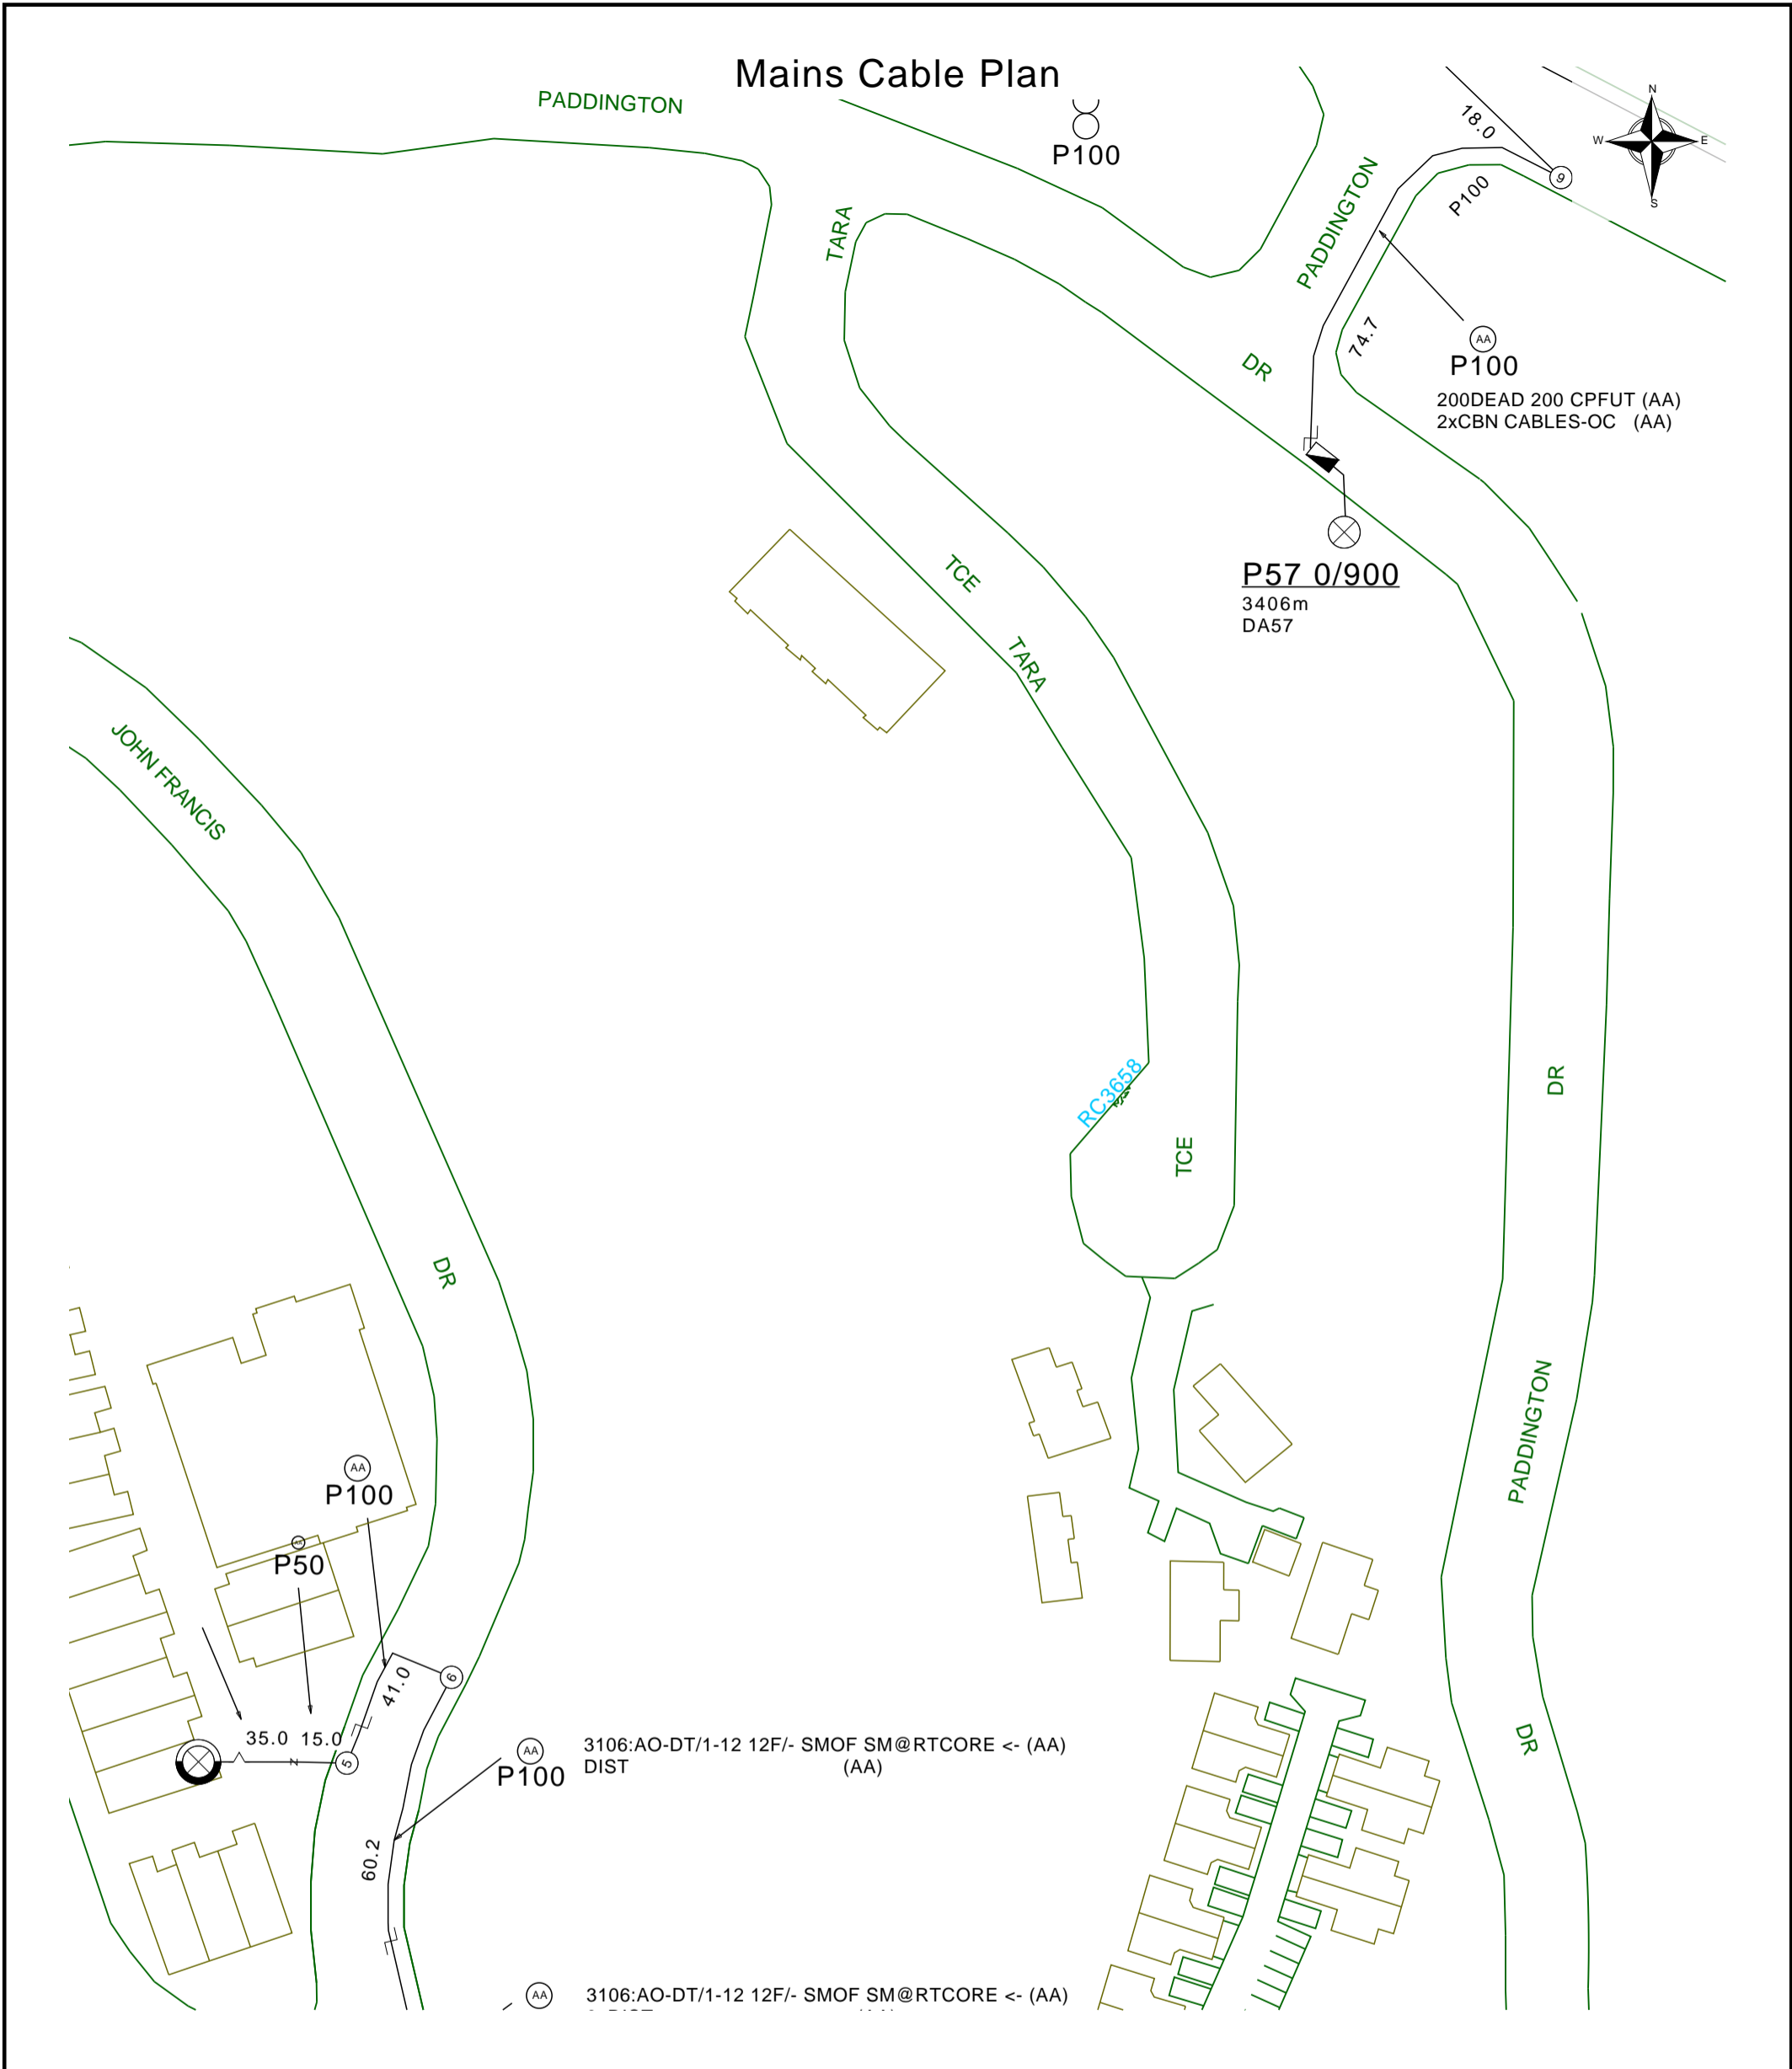 Mains Cable Plan
PADDINGTON
P100
18.0
N
W
E
S
9
P100
PADDINGTON
TARA
74.7
DR
AA
P100
200DEAD 200 CPFUT (AA)
2xCBN CABLES-OC (AA)
P57 0/900
3406m
DA57
TCE
TARA
JOHN FRANCIS
RC3658
DR
TCE
DR
PADDINGTON
AA
P100
P50
6
41.0
35.0 15.0
5
AA
P100
3106:AO-DT/1-12 12F/- SMOF SM@RTCORE <- (AA)
DIST (AA)
DR
60.2
AA
3106:AO-DT/1-12 12F/- SMOF SM@RTCORE <- (AA)